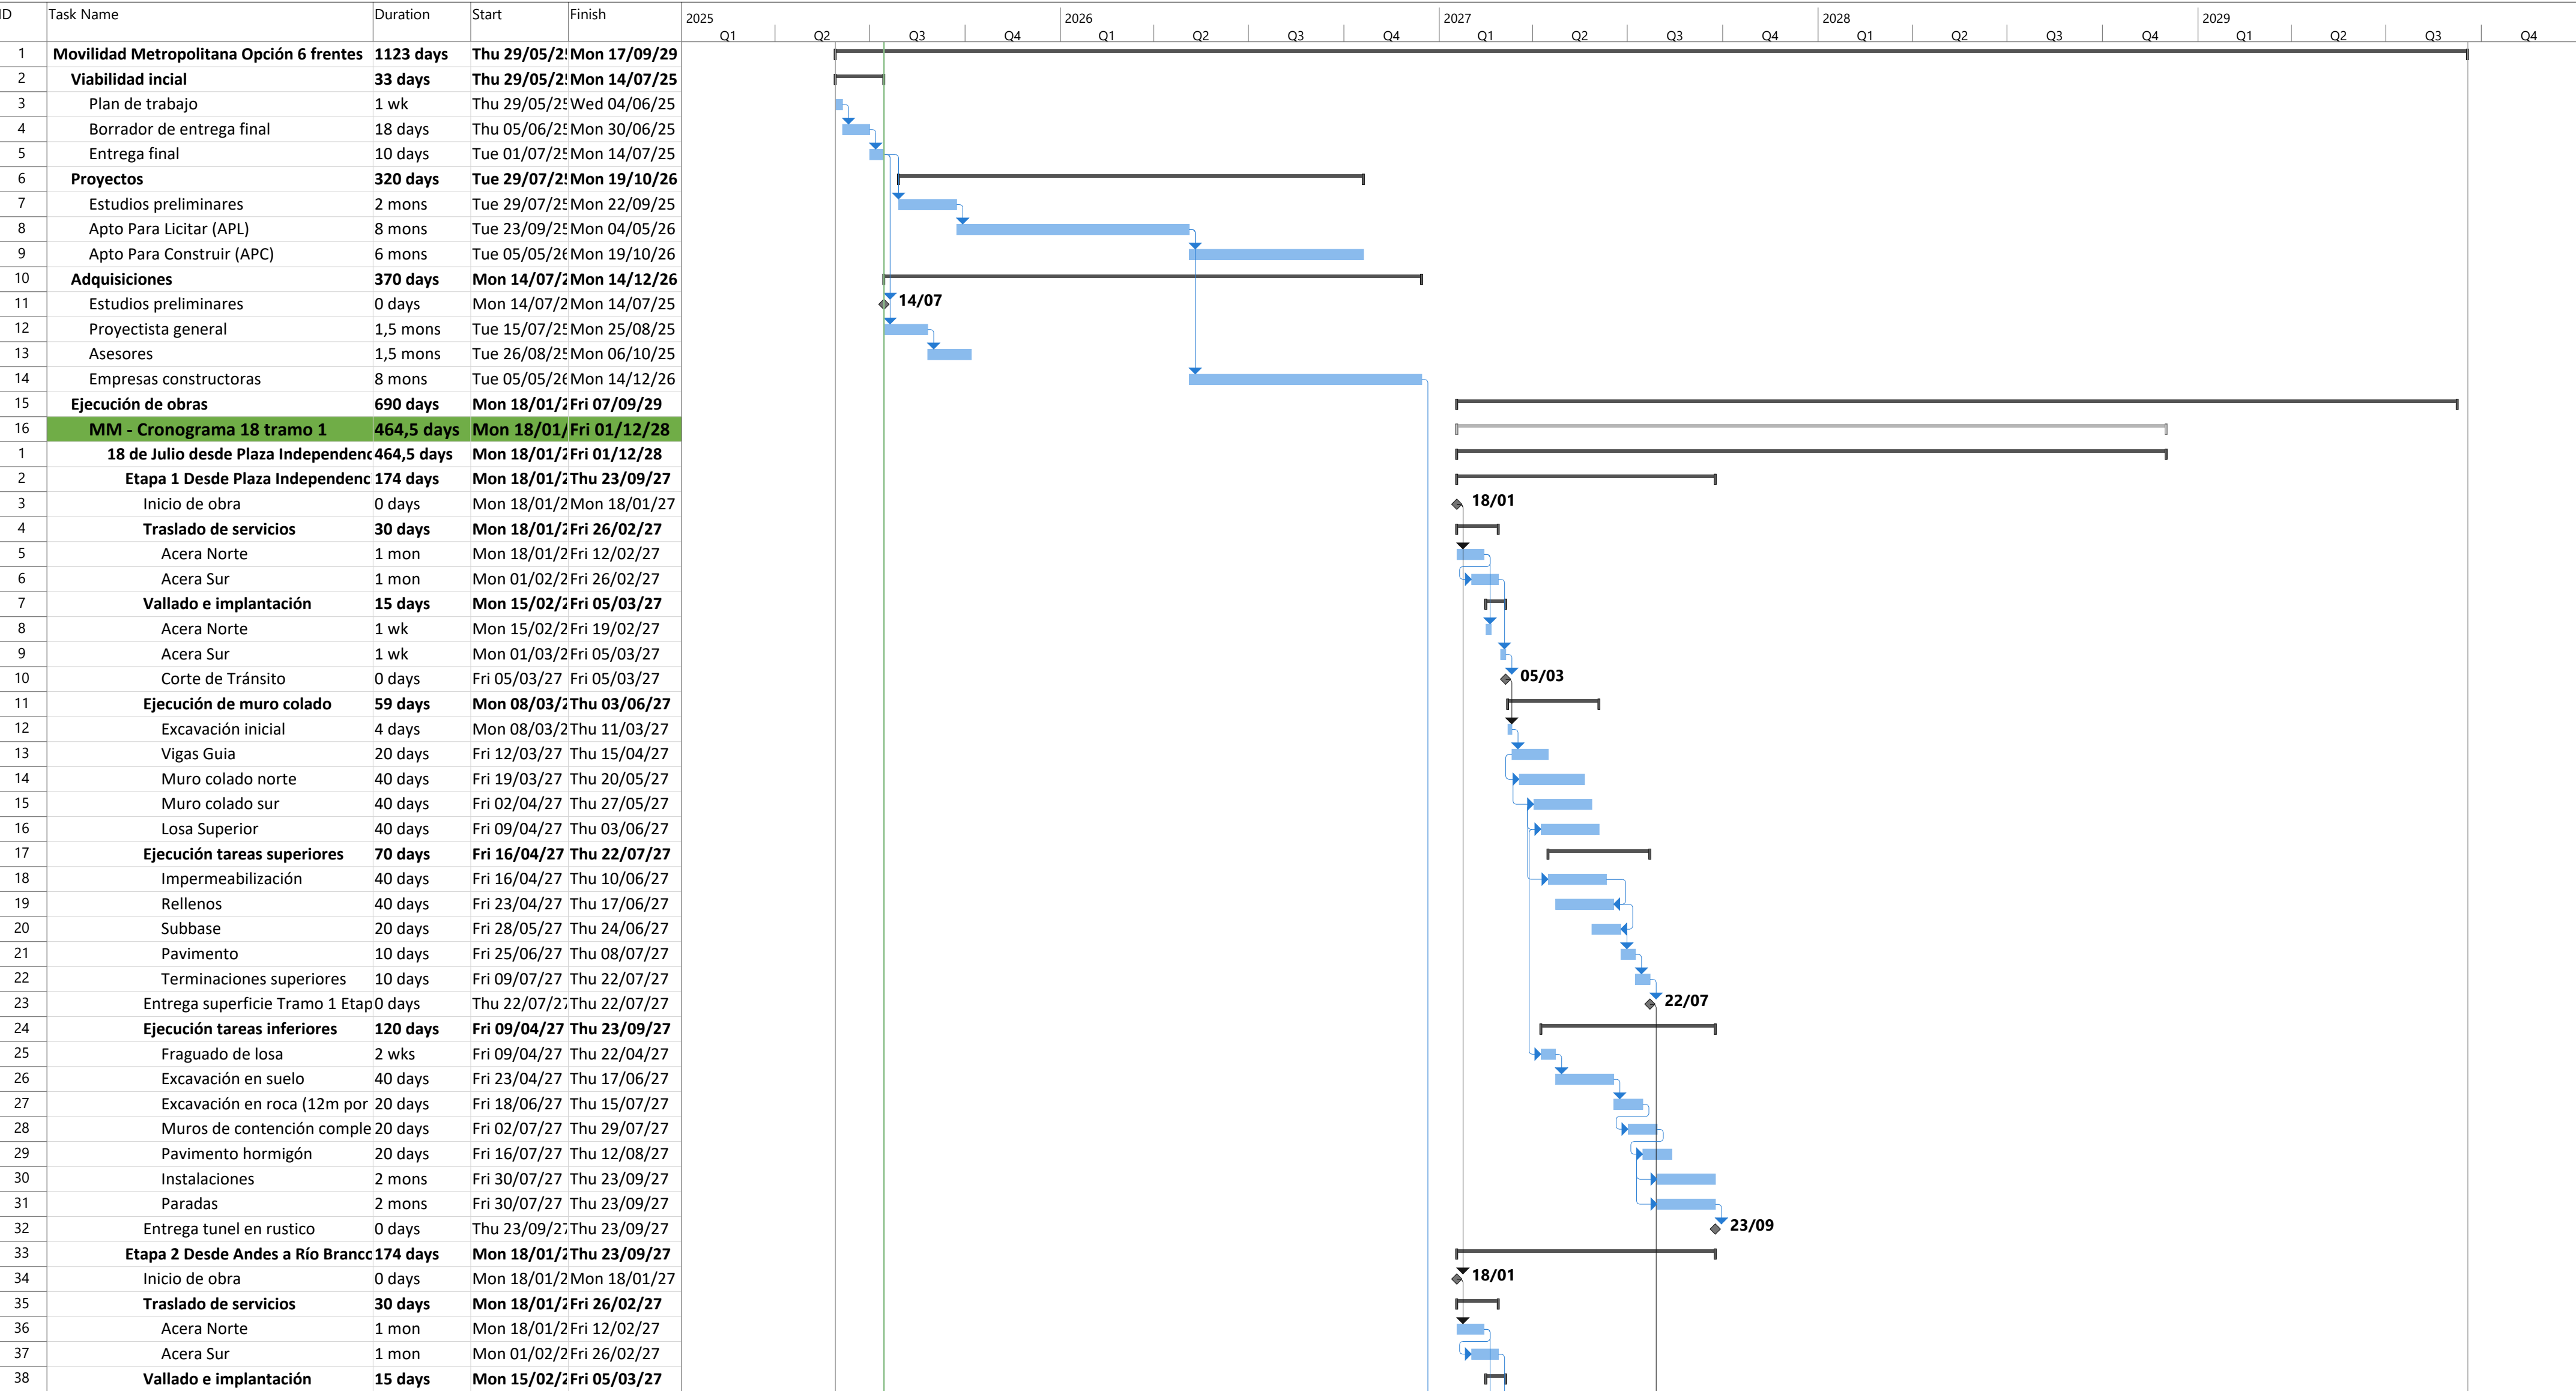 ID Task Name Duration Start Finish 2025 2026 2027 2028 2029
Q1 Q2 Q3 Q4 Q1 Q2 Q3 Q4 Q1 Q2 Q3 Q4 Q1 Q2 Q3 Q4 Q1 Q2 Q3 Q4
1 Movilidad Metropolitana Opción 6 frentes 1123 days Thu 29/05/25 Mon 17/09/29
2 Viabilidad incial 33 days Thu 29/05/25 Mon 14/07/25
3 Plan de trabajo 1 wk Thu 29/05/25 Wed 04/06/25
4 Borrador de entrega final 18 days Thu 05/06/25 Mon 30/06/25
5 Entrega final 10 days Tue 01/07/25 Mon 14/07/25
6 Proyectos 320 days Tue 29/07/25 Mon 19/10/26
7 Estudios preliminares 2 mons Tue 29/07/25 Mon 22/09/25
8 Apto Para Licitar (APL) 8 mons Tue 23/09/25 Mon 04/05/26
9 Apto Para Construir (APC) 6 mons Tue 05/05/26 Mon 19/10/26
10 Adquisiciones 370 days Mon 14/07/2 Mon 14/12/26
11 Estudios preliminares 0 days Mon 14/07/2 Mon 14/07/25 14/07
12 Proyectista general 1,5 mons Tue 15/07/25 Mon 25/08/25
13 Asesores 1,5 mons Tue 26/08/25 Mon 06/10/25
14 Empresas constructoras 8 mons Tue 05/05/26 Mon 14/12/26
15 Ejecución de obras 690 days Mon 18/01/2 Fri 07/09/29
16 MM - Cronograma 18 tramo 1 464,5 days Mon 18/01/ Fri 01/12/28
1 18 de Julio desde Plaza Independenc 464,5 days Mon 18/01/2 Fri 01/12/28
2 Etapa 1 Desde Plaza Independenc 174 days Mon 18/01/2 Thu 23/09/27
3 Inicio de obra 0 days Mon 18/01/2 Mon 18/01/27 18/01
4 Traslado de servicios 30 days Mon 18/01/2 Fri 26/02/27
5 Acera Norte 1 mon Mon 18/01/2 Fri 12/02/27
6 Acera Sur 1 mon Mon 01/02/2 Fri 26/02/27
7 Vallado e implantación 15 days Mon 15/02/2 Fri 05/03/27
8 Acera Norte 1 wk Mon 15/02/2 Fri 19/02/27
9 Acera Sur 1 wk Mon 01/03/2 Fri 05/03/27
10 Corte de Tránsito 0 days Fri 05/03/27 Fri 05/03/27 05/03
11 Ejecución de muro colado 59 days Mon 08/03/2 Thu 03/06/27
12 Excavación inicial 4 days Mon 08/03/2 Thu 11/03/27
13 Vigas Guia 20 days Fri 12/03/27 Thu 15/04/27
14 Muro colado norte 40 days Fri 19/03/27 Thu 20/05/27
15 Muro colado sur 40 days Fri 02/04/27 Thu 27/05/27
16 Losa Superior 40 days Fri 09/04/27 Thu 03/06/27
17 Ejecución tareas superiores 70 days Fri 16/04/27 Thu 22/07/27
18 Impermeabilización 40 days Fri 16/04/27 Thu 10/06/27
19 Rellenos 40 days Fri 23/04/27 Thu 17/06/27
20 Subbase 20 days Fri 28/05/27 Thu 24/06/27
21 Pavimento 10 days Fri 25/06/27 Thu 08/07/27
22 Terminaciones superiores 10 days Fri 09/07/27 Thu 22/07/27
23 Entrega superficie Tramo 1 Etap 0 days Thu 22/07/27 Thu 22/07/27 22/07
24 Ejecución tareas inferiores 120 days Fri 09/04/27 Thu 23/09/27
25 Fraguado de losa 2 wks Fri 09/04/27 Thu 22/04/27
26 Excavación en suelo 40 days Fri 23/04/27 Thu 17/06/27
27 Excavación en roca (12m por 20 days Fri 18/06/27 Thu 15/07/27
28 Muros de contención comple 20 days Fri 02/07/27 Thu 29/07/27
29 Pavimento hormigón 20 days Fri 16/07/27 Thu 12/08/27
30 Instalaciones 2 mons Fri 30/07/27 Thu 23/09/27
31 Paradas 2 mons Fri 30/07/27 Thu 23/09/27
32 Entrega tunel en rustico 0 days Thu 23/09/27 Thu 23/09/27 23/09
33 Etapa 2 Desde Andes a Río Branco 174 days Mon 18/01/2 Thu 23/09/27
34 Inicio de obra 0 days Mon 18/01/2 Mon 18/01/27 18/01
35 Traslado de servicios 30 days Mon 18/01/2 Fri 26/02/27
36 Acera Norte 1 mon Mon 18/01/2 Fri 12/02/27
37 Acera Sur 1 mon Mon 01/02/2 Fri 26/02/27
38 Vallado e implantación 15 days Mon 15/02/2 Fri 05/03/27